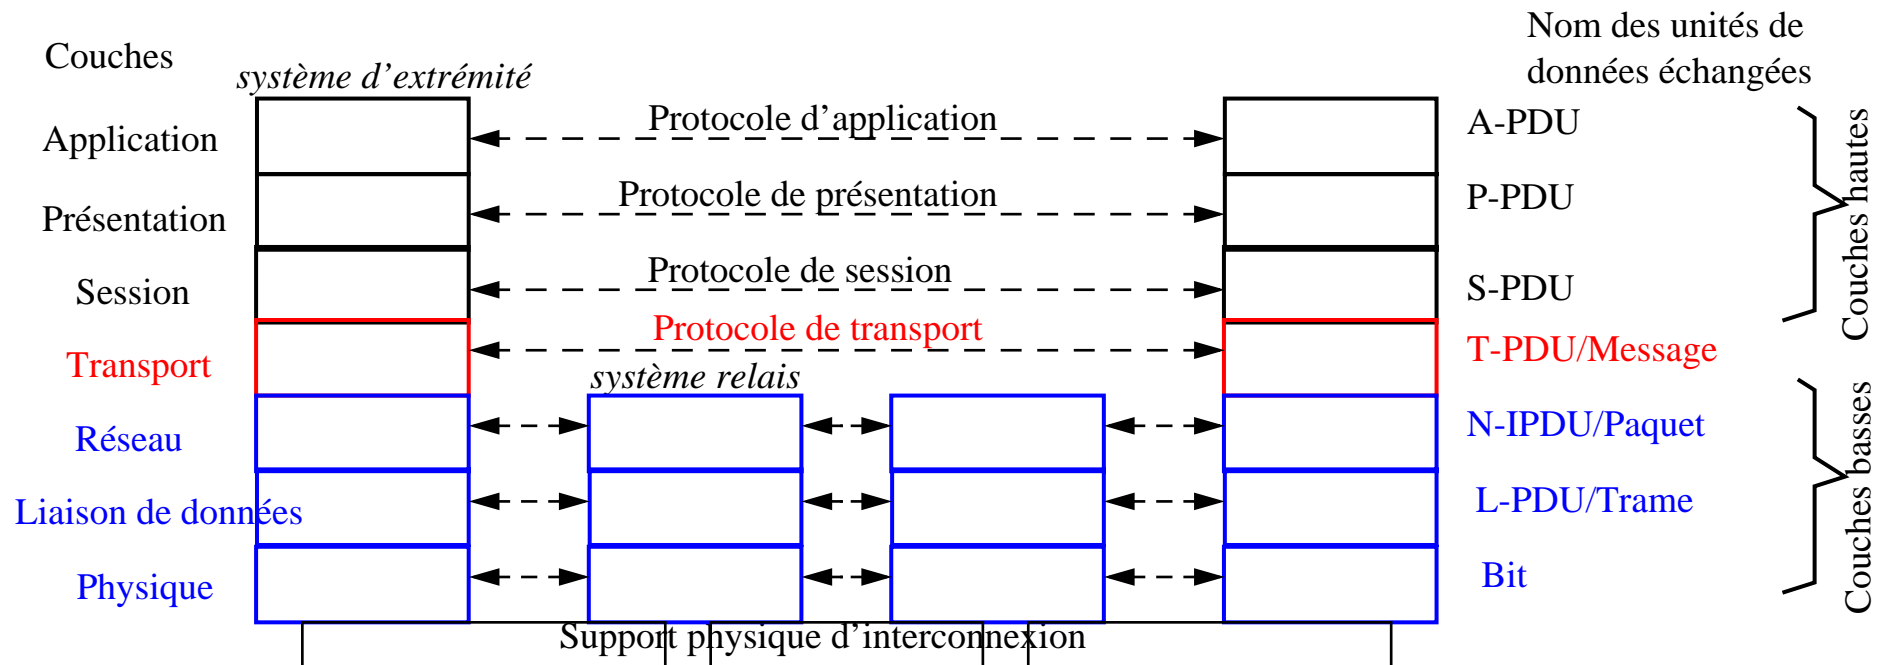 Nom des unités de
données échangées
Couches
système d'extrémité
Application
Protocole d'application
A-PDU
Présentation
Protocole de présentation
P-PDU
Session
Protocole de session
S-PDU
Couches hautes
Transport
Protocole de transport
T-PDU/Message
système relais
Réseau
N-IPDU/Paquet
Liaison de données
L-PDU/Trame
Physique
Bit
Couches basses
Support physique d'interconnexion